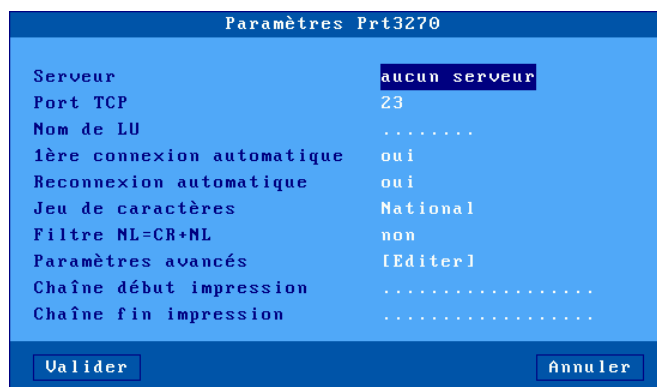 Paramètres Prt3270
Serveur aucun serveur
Port TCP 23
Nom de LU ........
1ère connexion automatique oui
Reconnexion automatique oui
Jeu de caractères National
Filtre NL=CR+NL non
Paramètres avancés [Editer]
Chaîne début impression ..................
Chaîne fin impression ..................
Valider Annuler